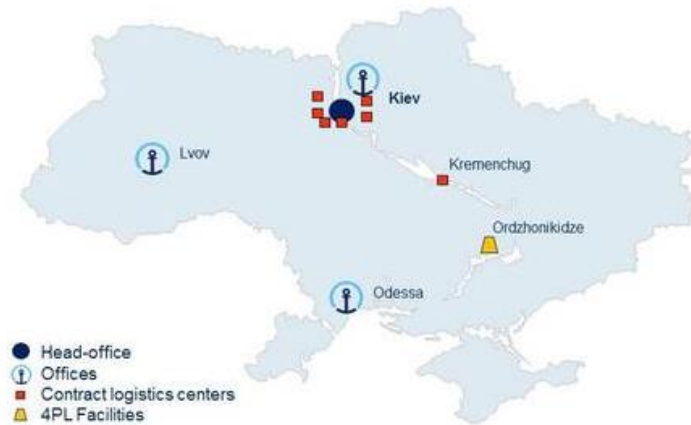 Kiev
Lvov
Kremenchug
Ordzhonikidze
Odessa
Head-office
Offices
Contract logistics centers
4PL Facilities